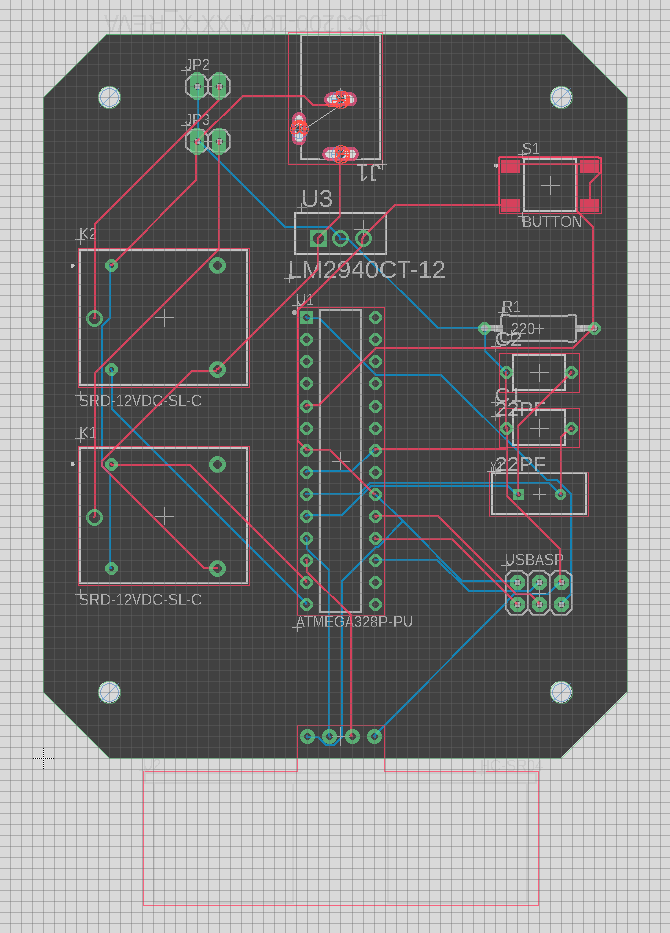 JP2
JP3
J1
S1
U3
BUTTON
K2
LM2940CT-12
U1
R1
220+
C2
SRD-12VDC-SL-C
C1
22PF
K1
22PF
USBASP
SRD-12VDC-SL-C
ATMEGA328P-PU